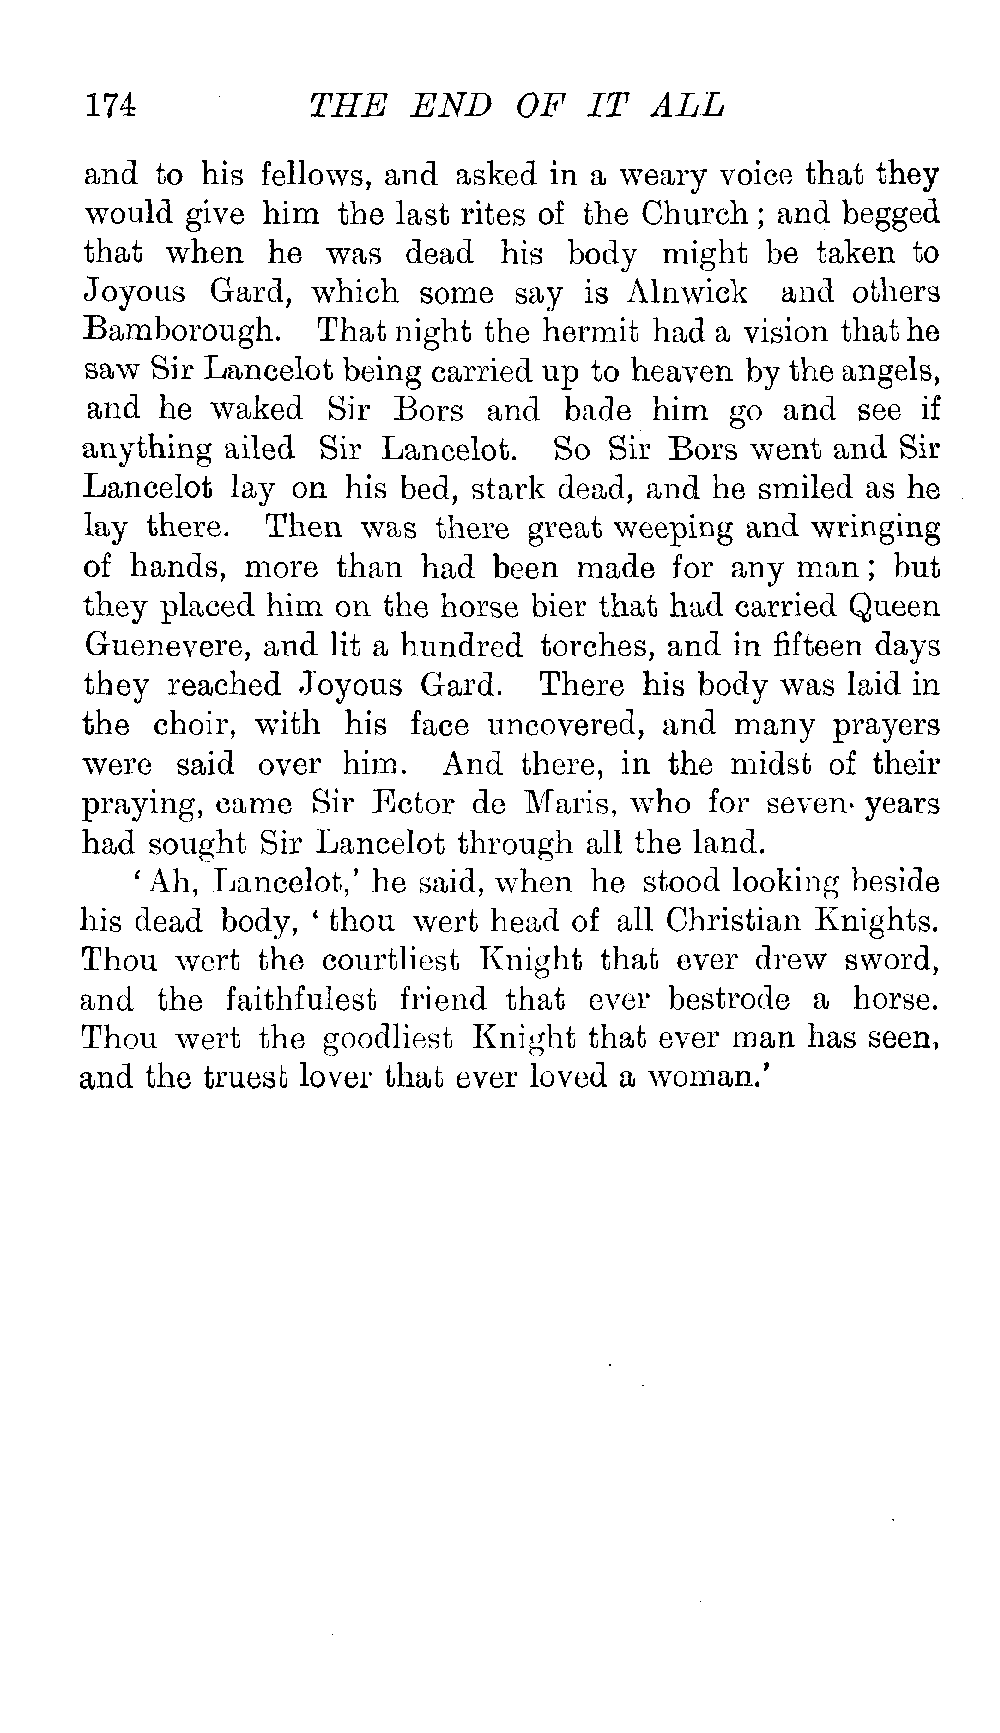 174 THE END OF IT ALL
and to his fellows, and asked in a weary voice that they
would give him the last rites of the Church; and begged
that when he was dead his body might be taken to
Joyous Gard, which some say is Alnwick and others
Bamborough. That night the hermit had a vision that he
saw Sir Lancelot being carried up to heaven by the angels,
and he waked Sir Bors and bade him go and see if
anything ailed Sir Lancelot. So Sir Bors went and Sir
Lancelot lay on his bed, stark dead, and he smiled as he
lay there. Then was there great weeping and wringing
of hands, more than had been made for any man; but
they placed him on the horse bier that had carried Queen
Guenevere, and lit a hundred torches, and in fifteen days
they reached Joyous Gard. There his body was laid in
the choir, with his face uncovered, and many prayers
were said over him. And there, in the midst of their
praying, came Sir Ector de Maris, who for seven years
had sought Sir Lancelot through all the land.
‘Ah, Lancelot,’ he said, when he stood looking beside
his dead body, ‘thou wert head of all Christian Knights.
Thou wert the courtliest Knight that ever drew sword,
and the faithfulest friend that ever bestrode a horse.
Thou wert the goodliest Knight that ever man has seen,
and the truest lover that ever loved a woman.’